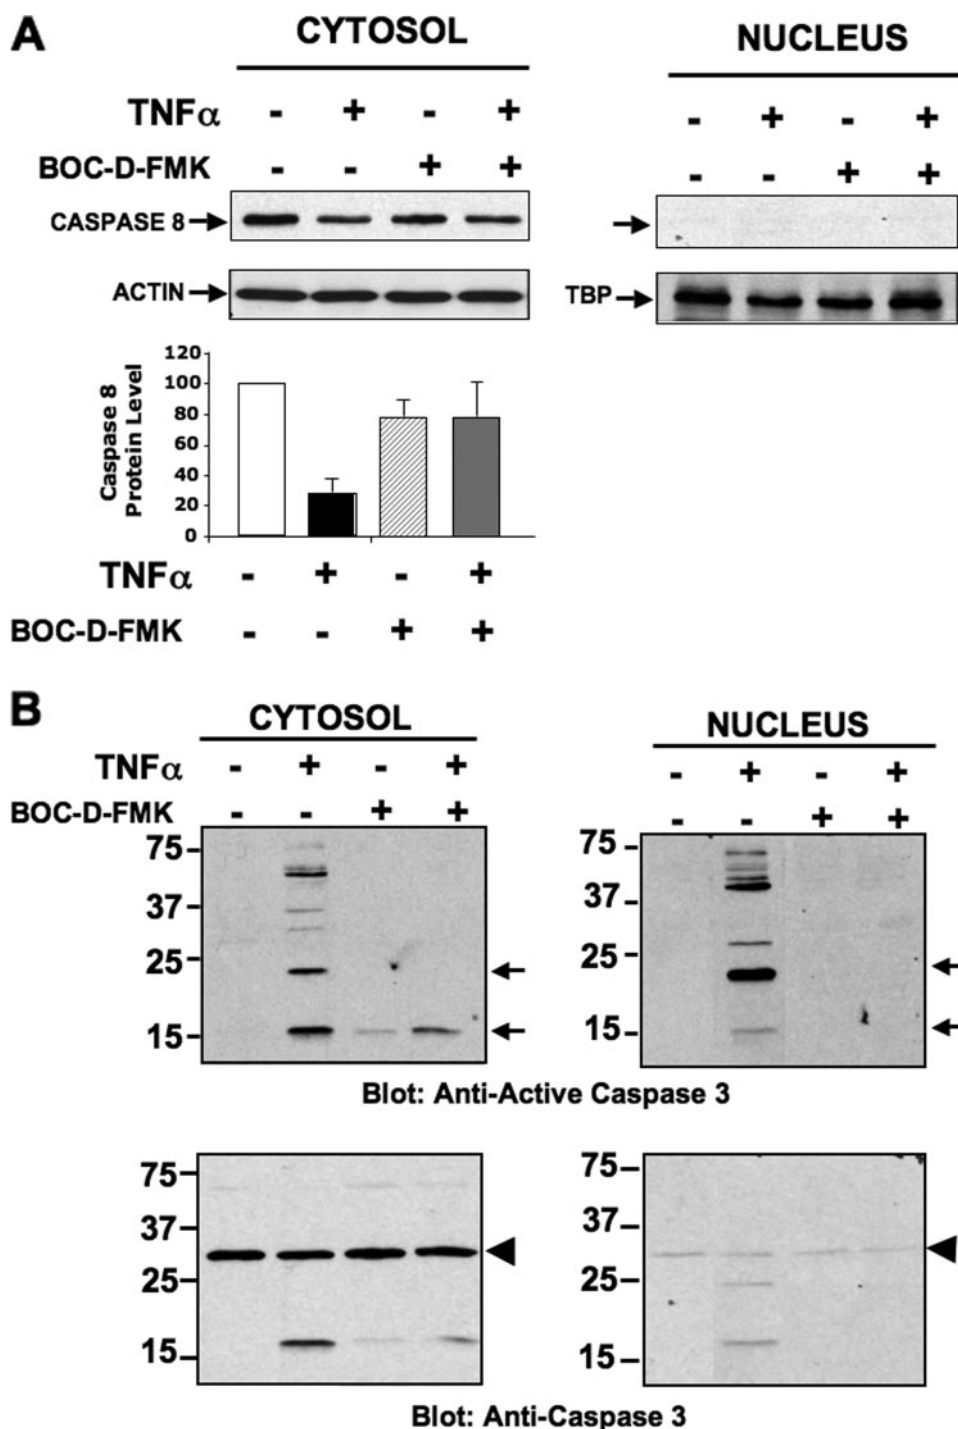 A
CYTOSOL
NUCLEUS
TNFα - + - +
- + - +
BOC-D-FMK - - + +
- - + +
CASPASE 8
ACTIN
TBP
Caspase 8
Protein Level
120
100
80
60
40
20
0
TNFα - + - +
BOC-D-FMK - - + +
B
CYTOSOL
NUCLEUS
TNFα - + - +
- + - +
BOC-D-FMK - - + +
- - + +
75
37
25
15
75
37
25
15
Blot: Anti-Active Caspase 3
75
37
25
15
75
37
25
15
Blot: Anti-Caspase 3